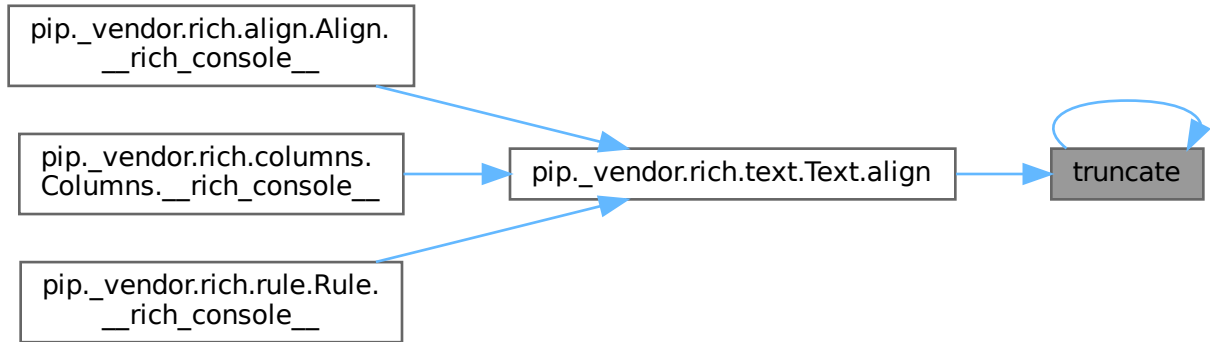 pip._vendor.rich.align.Align.
__rich_console__
pip._vendor.rich.columns.
Columns.__rich_console__
pip._vendor.rich.text.Text.align
truncate
pip._vendor.rich.rule.Rule.
__rich_console__